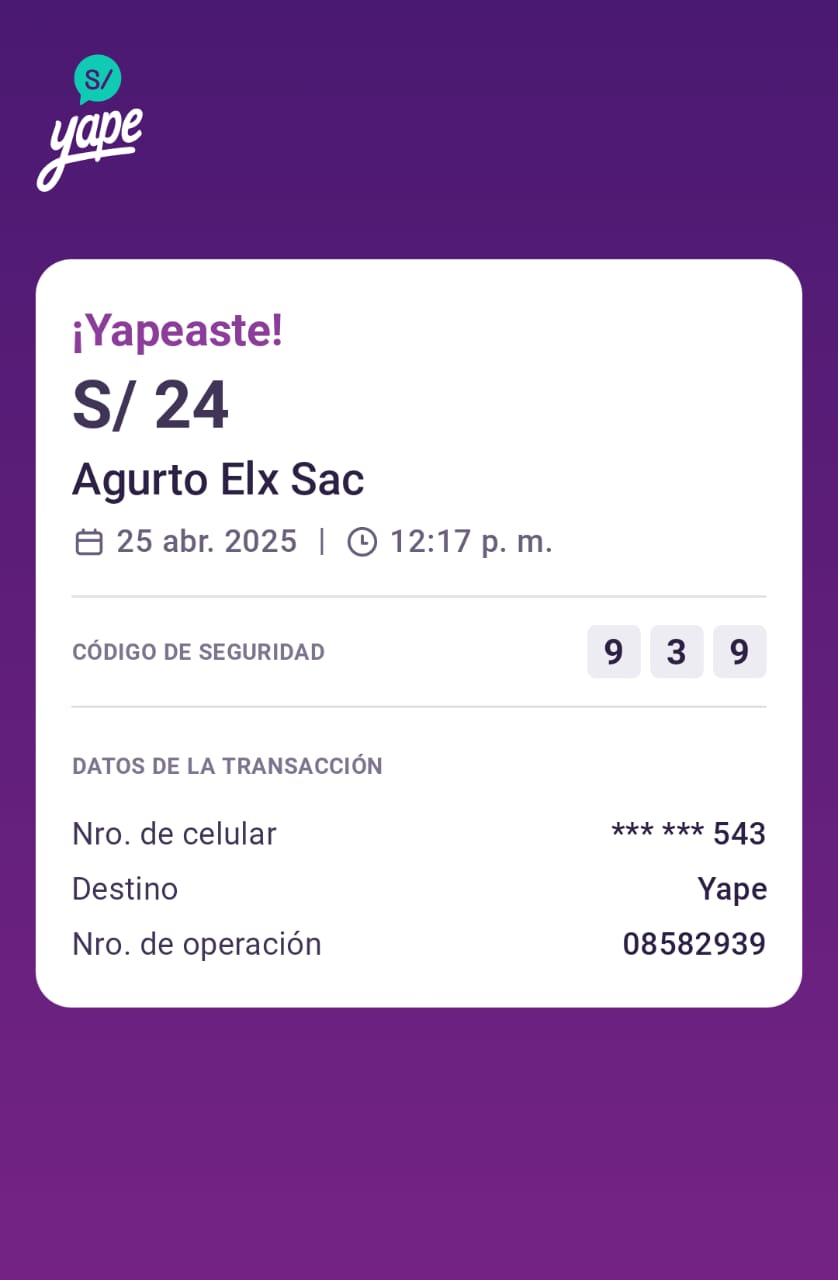 S/
yape
¡Yapeaste!
S/ 24
Agurto Elx Sac
25 abr. 2025 | 12:17 p. m.
CÓDIGO DE SEGURIDAD 9 3 9
DATOS DE LA TRANSACCIÓN
Nro. de celular *** *** 543
Destino Yape
Nro. de operación 08582939